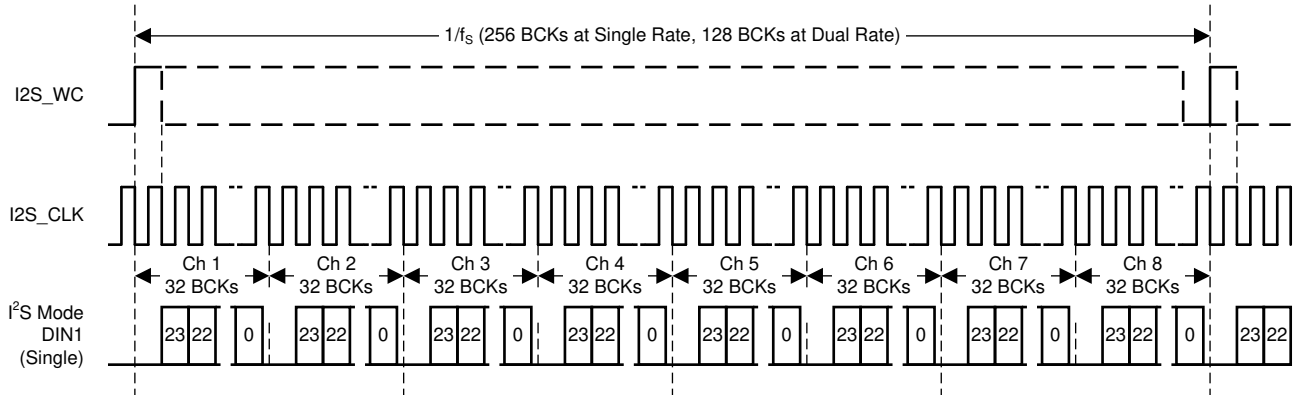 1/fS (256 BCKs at Single Rate, 128 BCKs at Dual Rate)
I2S_WC
I2S_CLK
Ch 1 Ch 2 Ch 3 Ch 4 Ch 5 Ch 6 Ch 7 Ch 8
32 BCKs 32 BCKs 32 BCKs 32 BCKs 32 BCKs 32 BCKs 32 BCKs 32 BCKs
I²S Mode
DIN1
(Single)
23 22 0 23 22 0 23 22 0 23 22 0 23 22 0 23 22 0 23 22 0 23 22 0 23 22